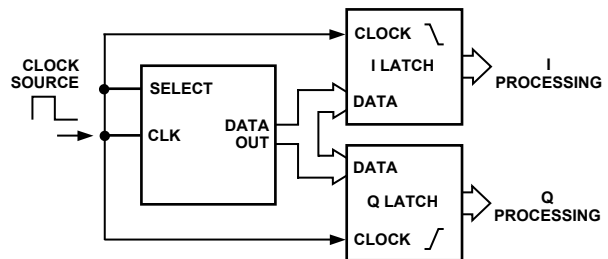 CLOCK
SOURCE
SELECT
CLK
DATA
OUT
CLOCK
I LATCH
DATA
I
PROCESSING
DATA
Q LATCH
CLOCK
Q
PROCESSING